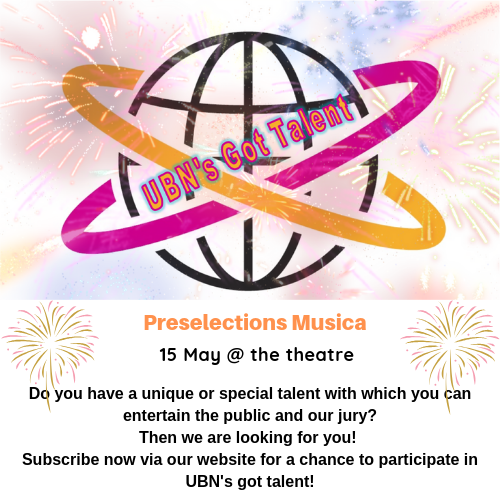 UBN's Got Talent
Preselections Musica
15 May @ the theatre
Do you have a unique or special talent with which you can
entertain the public and our jury?
Then we are looking for you!
Subscribe now via our website for a chance to participate in
UBN's got talent!